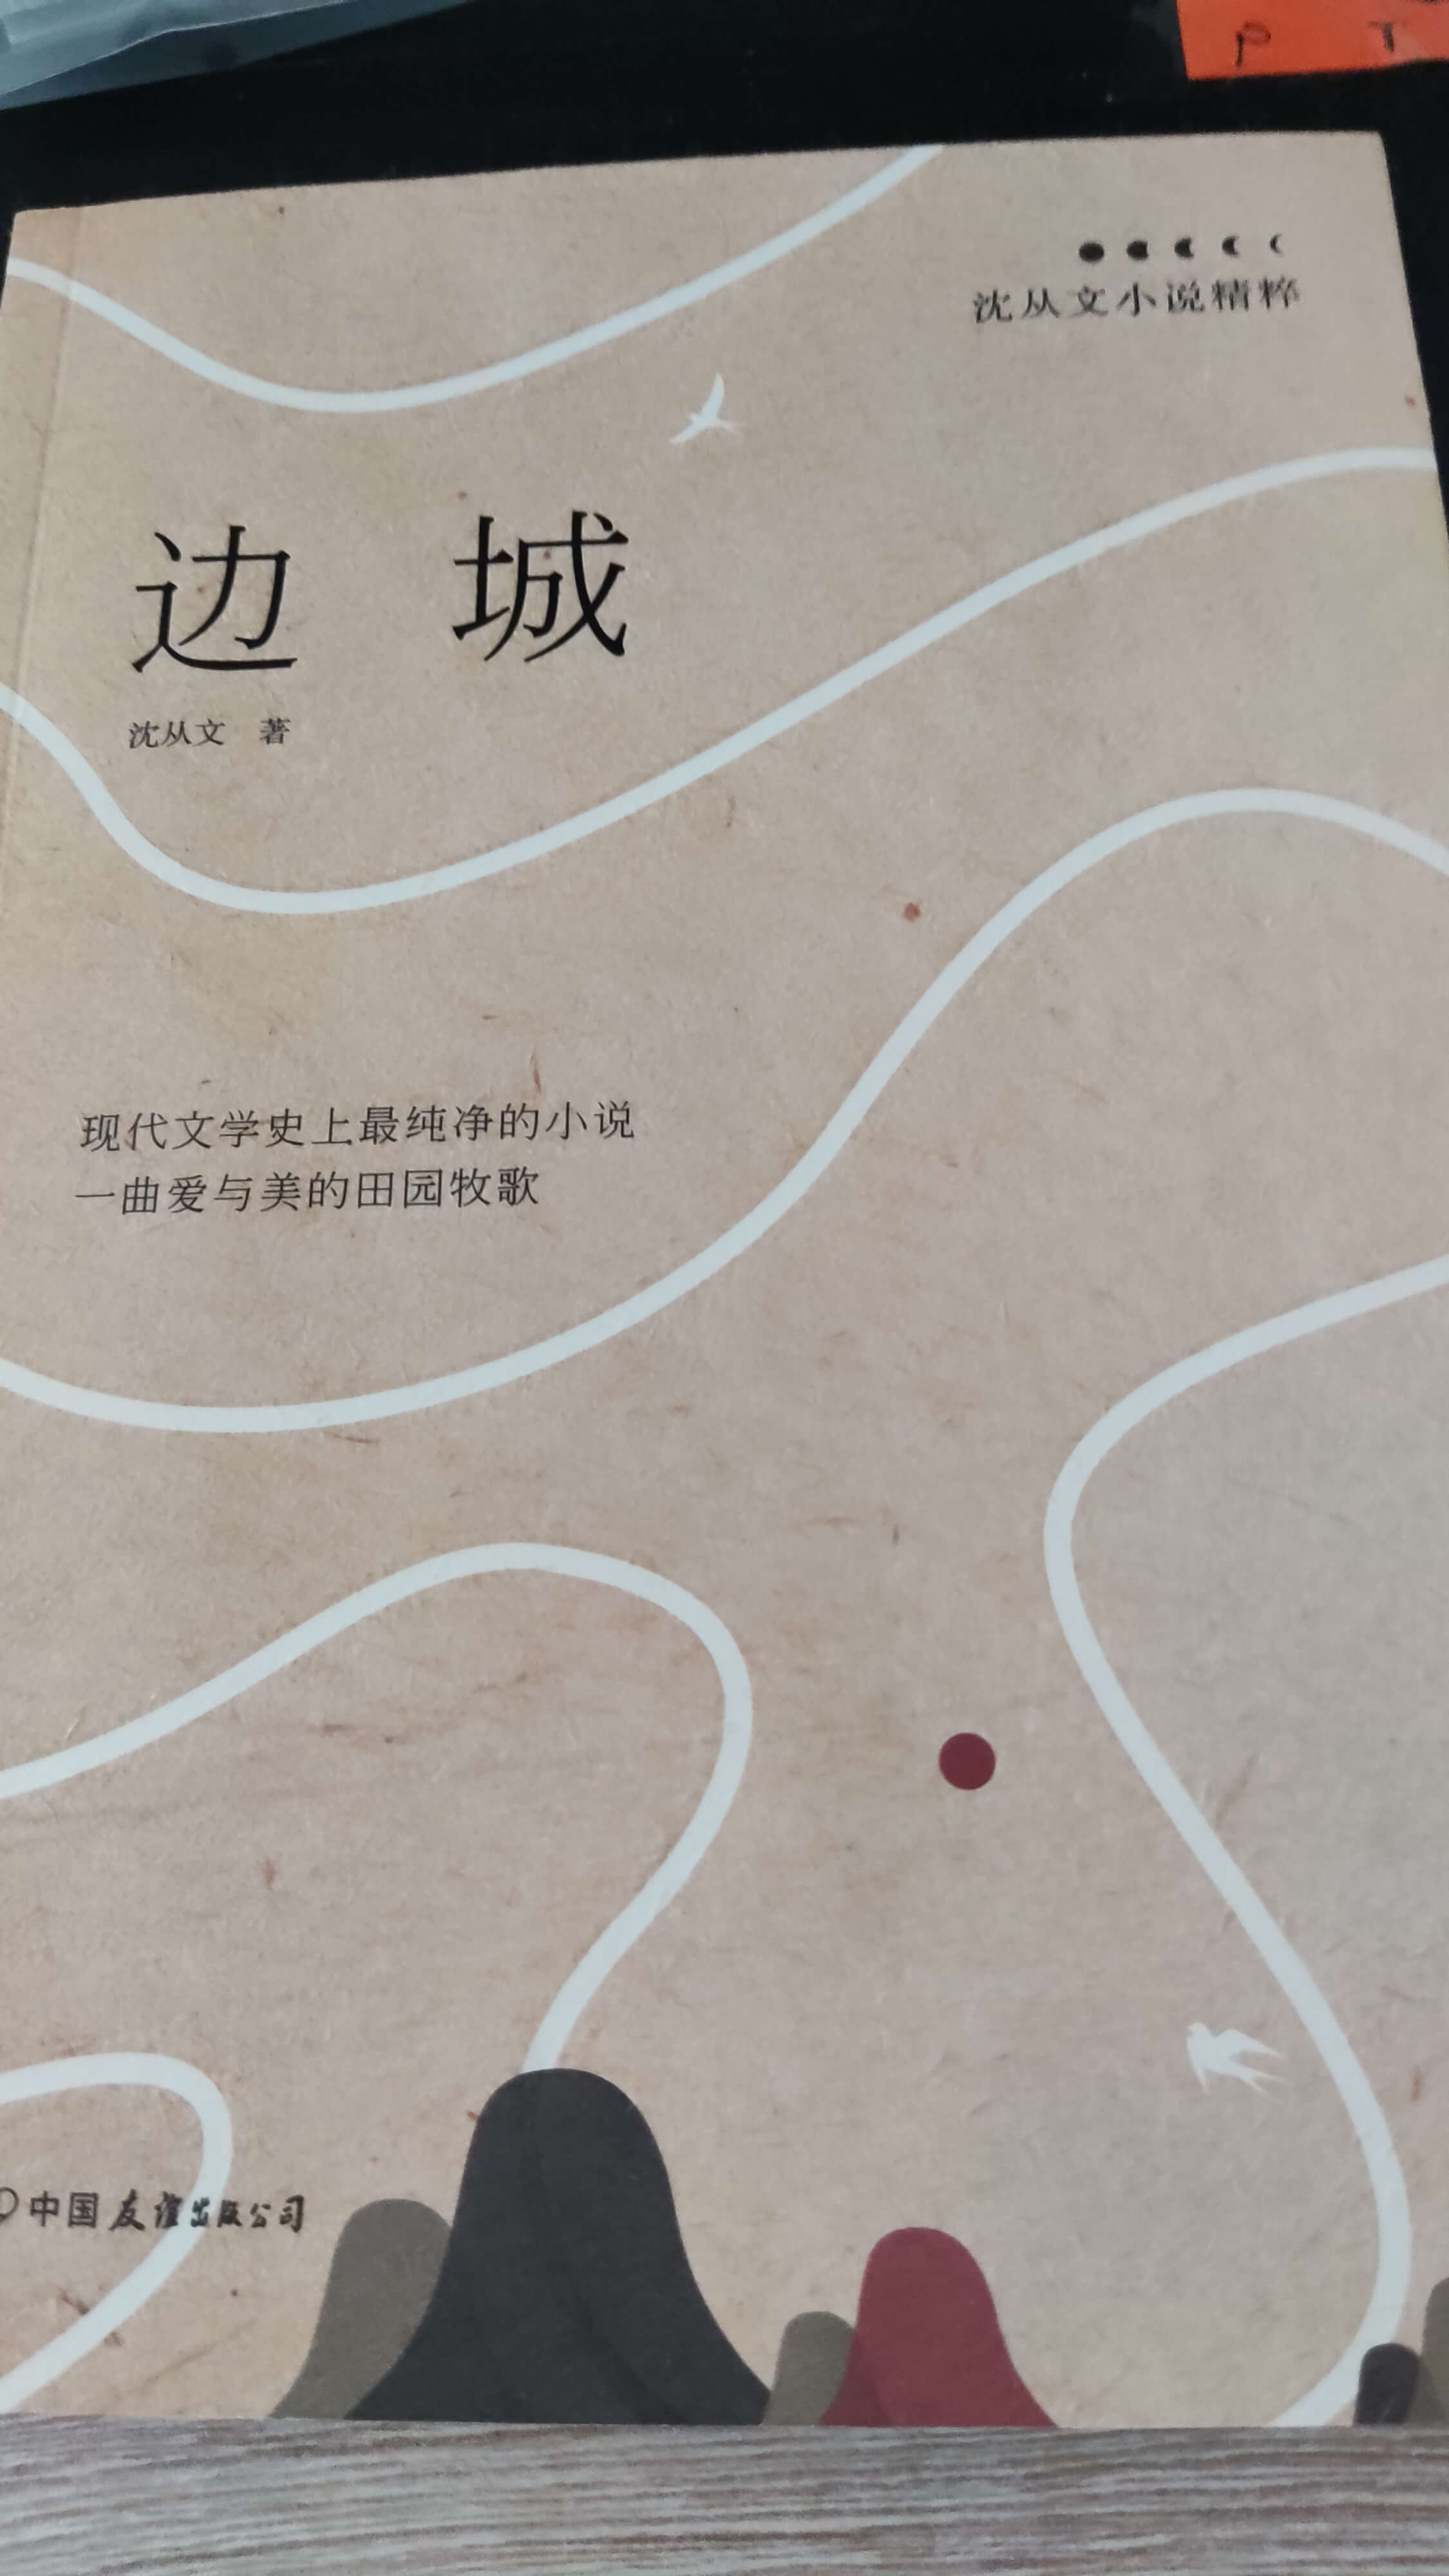 P T
沈从文小说精粹
边 城
沈从文 著
现代文学史上最纯净的小说
一曲爱与美的田园牧歌
中国友谊出版公司